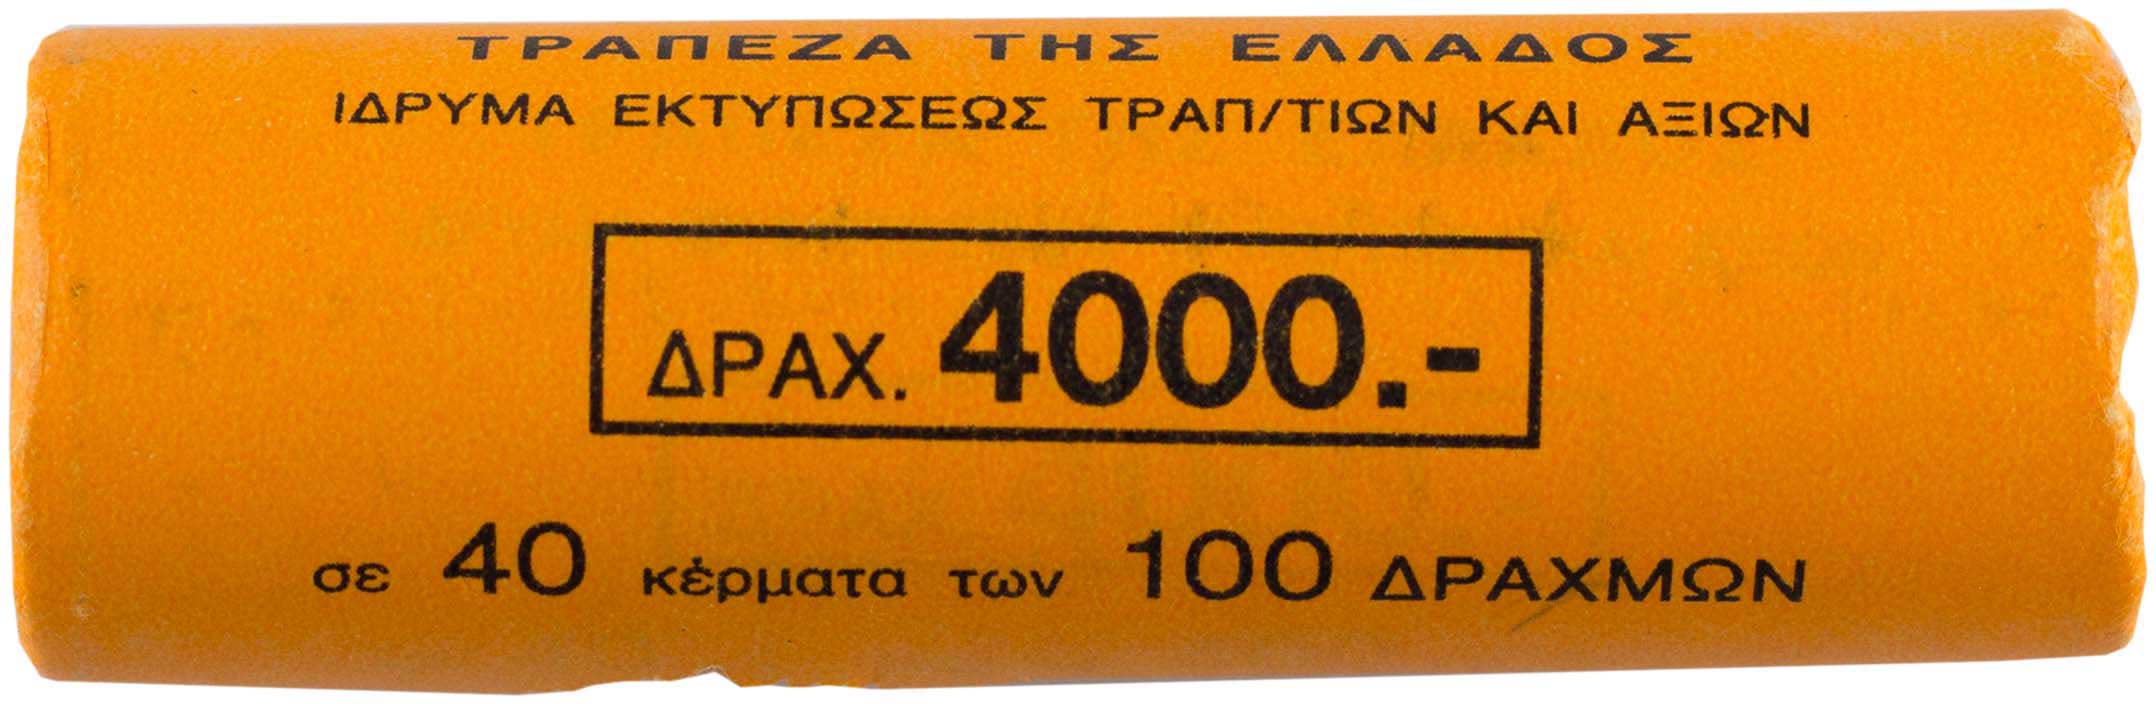 ΤΡΑΠΕΖΑ ΤΗΣ ΕΛΛΑΔΟΣ
ΙΔΡΥΜΑ ΕΚΤΥΠΩΣΕΩΣ ΤΡΑΠ/ΤΙΩΝ ΚΑΙ ΑΞΙΩΝ
ΔΡΑΧ. 4000.-
σε 40 κέρματα των 100 ΔΡΑΧΜΩΝ